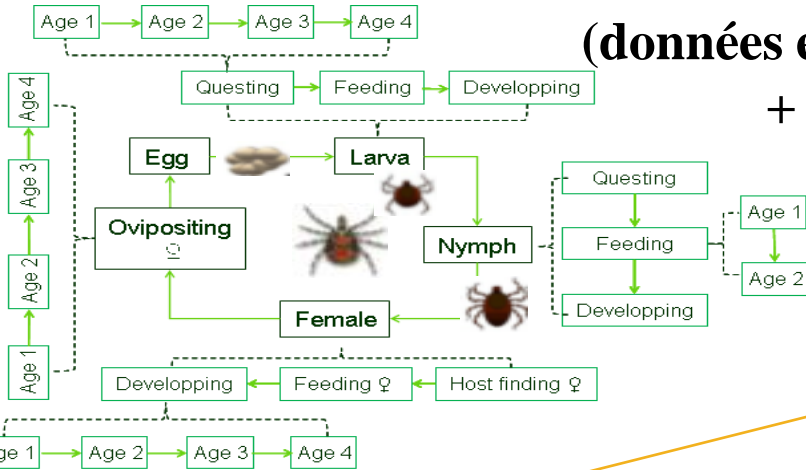 Age 1 Age 2 Age 3 Age 4
(données e
+
Questing Feeding Developping
Egg Larva
Age 4
Age 3
Age 2
Age 1
Ovipositing
♀
Nymph
Questing
Feeding
Developping
Age 1
Age 2
Female
Developping Feeding ♀ Host finding ♀
ge 1 Age 2 Age 3 Age 4